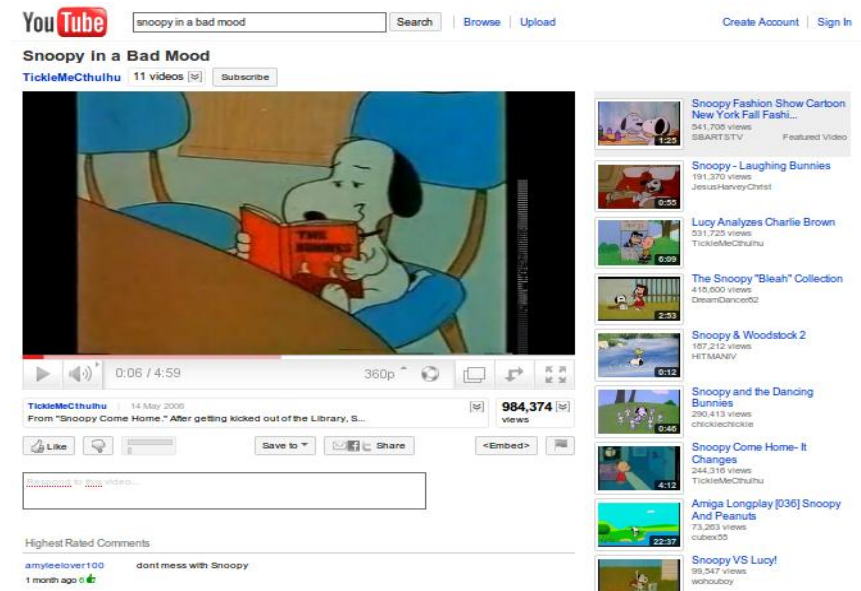 You Tube
snoopy in a bad mood
Search
Browse
Upload
Create Account
Sign In
Snoopy in a Bad Mood
TickleMeCthulhu
11 videos
Subscribe
THE
BUNNIES
0:06 / 4:59
360p
TickleMeCthulhu
14 May 2006
From "Snoopy Come Home." After getting kicked out of the Library, S...
984,374
views
Like
Save to
Share
<Embed>
Respond to this video...
Highest Rated Comments
amyleelover100
dont mess with Snoopy
1 month ago 6
Snoopy Fashion Show Cartoon
New York Fall Fashi...
541,706 views
SBARTSTV
Featured Video
1:25
Snoopy - Laughing Bunnies
191,370 views
JesusHarveyChrist
0:55
Lucy Analyzes Charlie Brown
531,725 views
TickleMeCthulhu
6:09
The Snoopy "Bleah" Collection
418,600 views
DreamDancer62
2:53
Snoopy & Woodstock 2
187,212 views
HITMANIV
0:12
Snoopy and the Dancing
Bunnies
290,413 views
chickiechickie
0:46
Snoopy Come Home- It
Changes
244,316 views
TickleMeCthulhu
4:12
Amiga Longplay [036] Snoopy
And Peanuts
73,263 views
cubex55
22:37
Snoopy VS Lucy!
99,547 views
wohouboy